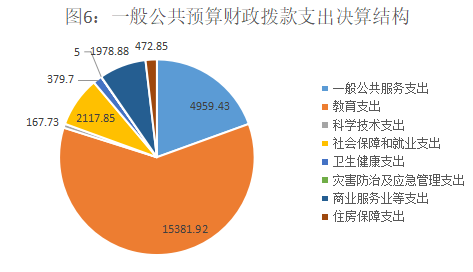 图6：一般公共预算财政拨款支出决算结构
5
1978.88
472.85
379.7
167.73
2117.85
4959.43
15381.92
一般公共服务支出
教育支出
科学技术支出
社会保障和就业支出
卫生健康支出
灾害防治及应急管理支出
商业服务业等支出
住房保障支出